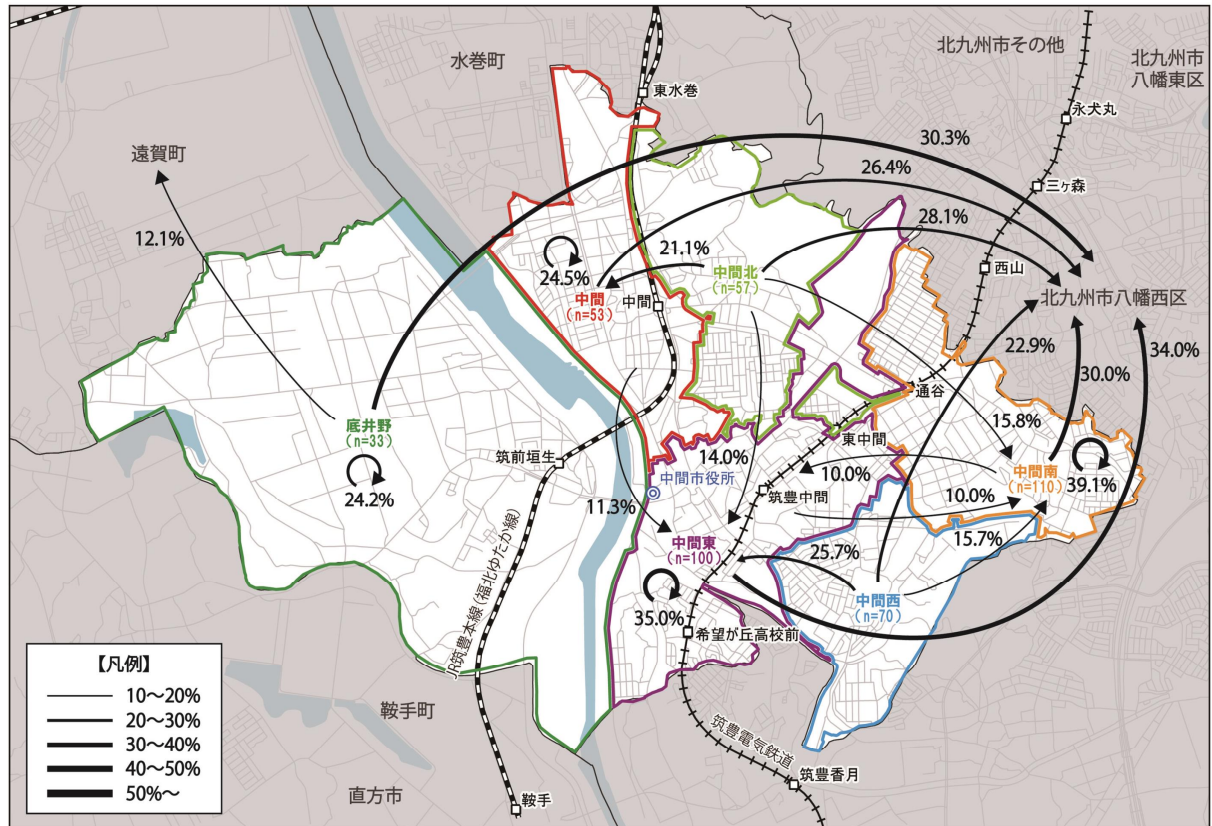 北九州市その他
北九州市
八幡東区
水巻町
東水巻
永犬丸
遠賀町
30.3%
26.4%
三ヶ森
28.1%
12.1%
21.1%
24.5%
中間北
(n=57)
西山
中間
(n=53)
中間
北九州市八幡西区
22.9%
34.0%
30.0%
通谷
底井野
(n=33)
15.8%
東中間
筑前垣生
14.0%
中間市役所
10.0%
中間南
(n=110)
39.1%
24.2%
11.3%
筑豊中間
10.0%
中間東
(n=100)
25.7%
15.7%
中間西
(n=70)
35.0%
希望が丘高校前
JR筑豊本線(福北ゆたか線)
【凡例】
10～20%
20～30%
30～40%
40～50%
50%～
鞍手町
筑豊電気鉄道
筑豊香月
直方市
鞍手